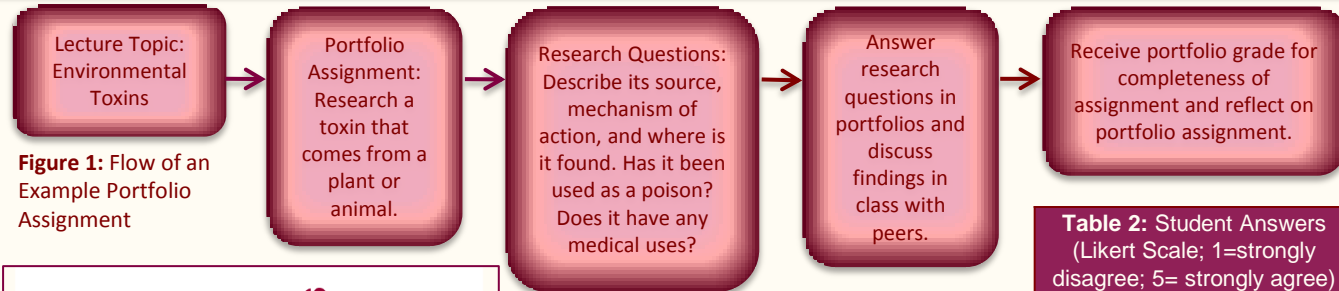 Lecture Topic:
Environmental
Toxins
Figure 1: Flow of an
Example Portfolio
Assignment
Portfolio
Assignment:
Research a
toxin that
comes from a
plant or
animal.
Research Questions:
Describe its source,
mechanism of
action, and where is
it found. Has it been
used as a poison?
Does it have any
medical uses?
Answer
research
questions in
portfolios and
discuss
findings in
class with
peers.
Receive portfolio grade for
completeness of
assignment and reflect on
portfolio assignment.
Table 2: Student Answers
(Likert Scale; 1=strongly
disagree; 5= strongly agree)